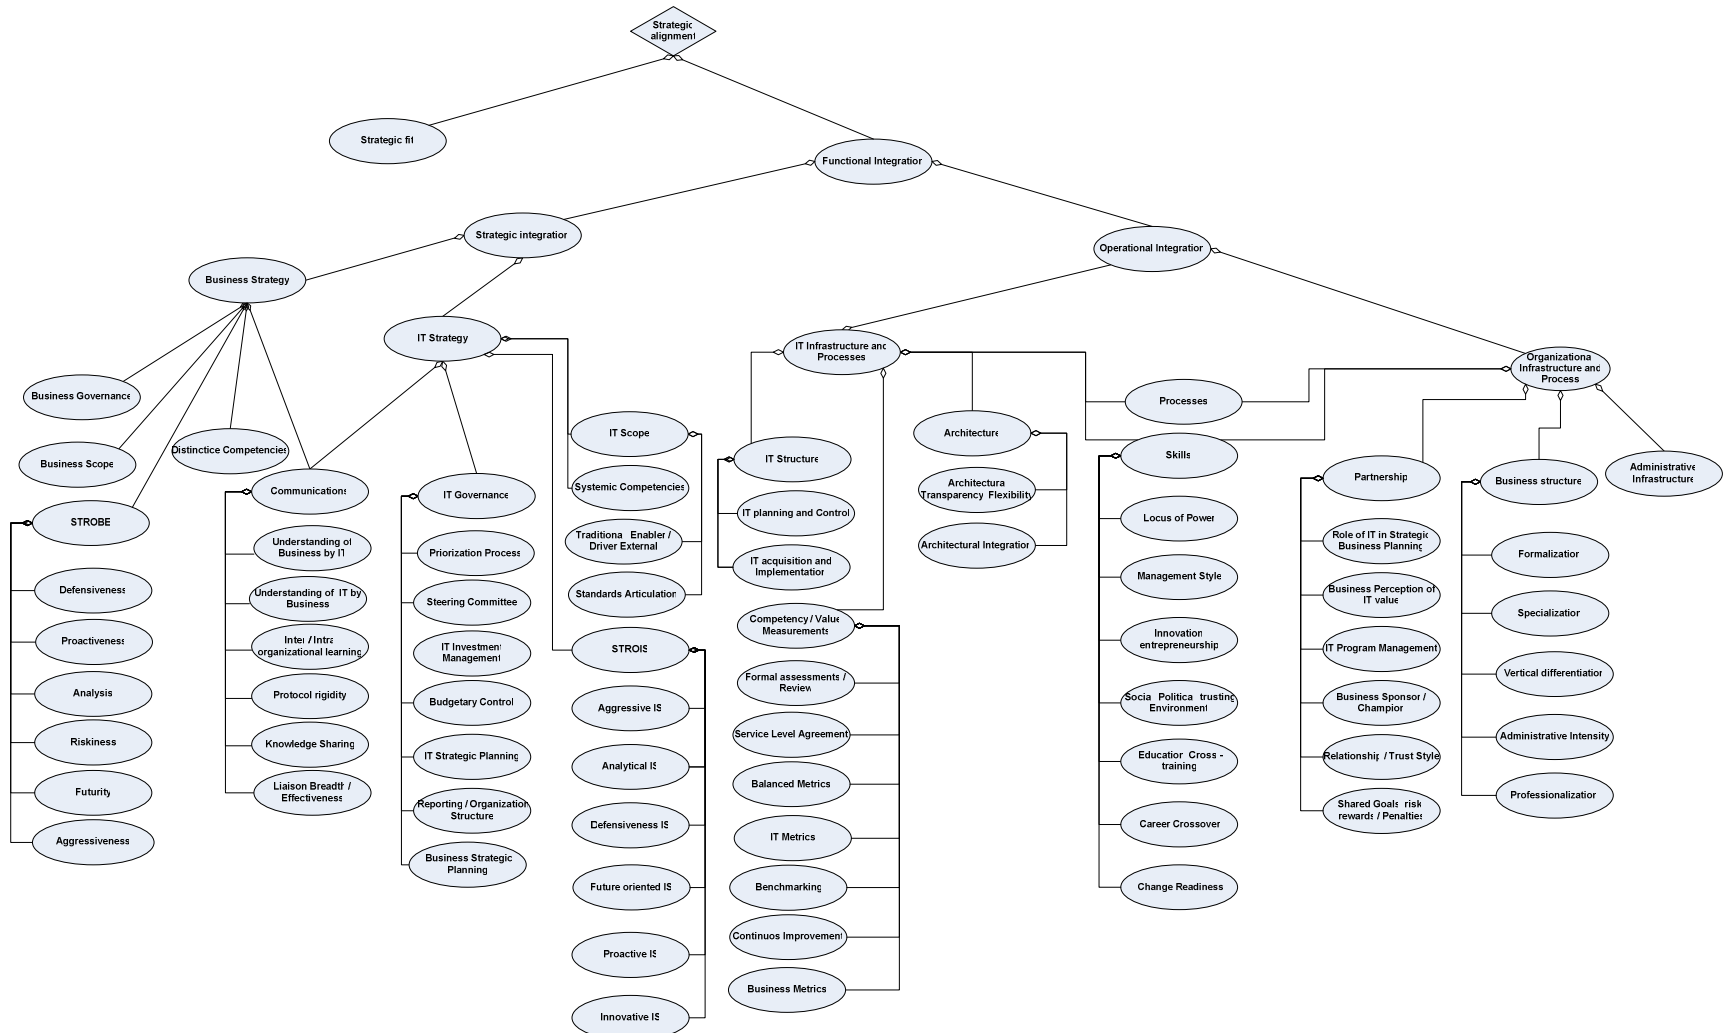 Strategic
alignment
Strategic fit
Functional Integration
Strategic integration
Operational Integration
Business Strategy
IT Strategy
IT Infrastructure and
Processes
Organizationa
Infrastructure and
Process
Business Governance
Business Scope
Distinctice Competencies
STROBE
Defensiveness
Proactiveness
Analysis
Riskiness
Futurity
Aggressiveness
Communications
Understanding of
Business by IT
Understanding of IT by
Business
Inter / Intra
organizational learning
Protocol rigidity
Knowledge Sharing
Liaison Breadth /
Effectiveness
IT Governance
Priorization Process
Steering Committee
IT Investment
Management
Budgetary Control
IT Strategic Planning
Reporting / Organization
Structure
Business Strategic
Planning
IT Scope
Systemic Competencies
Traditiona Enabler /
Driver External
Standards Articulation
STROIS
Aggressive IS
Analytical IS
Defensiveness IS
Future oriented IS
Proactive IS
Innovative IS
IT Structure
IT planning and Control
IT acquisition and
Implementation
Competency / Value
Measurements
Formal assessments /
Review
Service Level Agreement
Balanced Metrics
IT Metrics
Benchmarking
Continuos Improvement
Business Metrics
Architecture
Architectura
Transparency Flexibility
Architectural Integration
Processes
Skills
Locus of Power
Management Style
Innovation
entrepreneurship
Socia Politica trusting
Environment
Education Cross -
training
Career Crossover
Change Readiness
Partnership
Role of IT in Strategic
Business Planning
Business Perception of
IT value
IT Program Management
Business Sponsor /
Champion
Relationship / Trust Style
Shared Goals risk
rewards / Penalties
Business structure
Formalization
Specialization
Vertical differentiation
Administrative Intensity
Professionalization
Administrative
Infrastructure